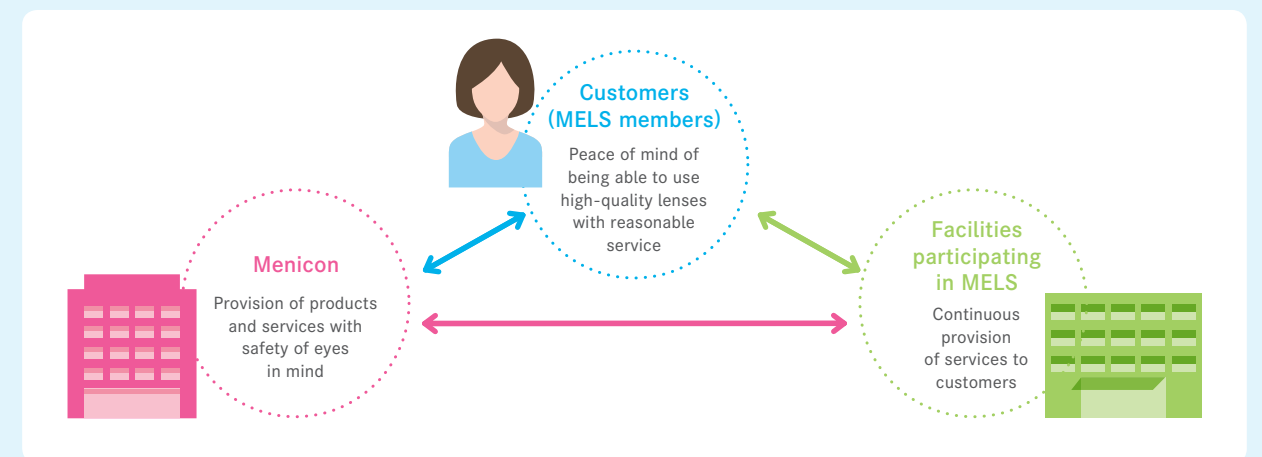 Customers
(MELS members)
Peace of mind of
being able to use
high-quality lenses
with reasonable
service
Menicon
Provision of products
and services with
safety of eyes
in mind
Facilities
participating
in MELS
Continuous
provision
of services to
customers